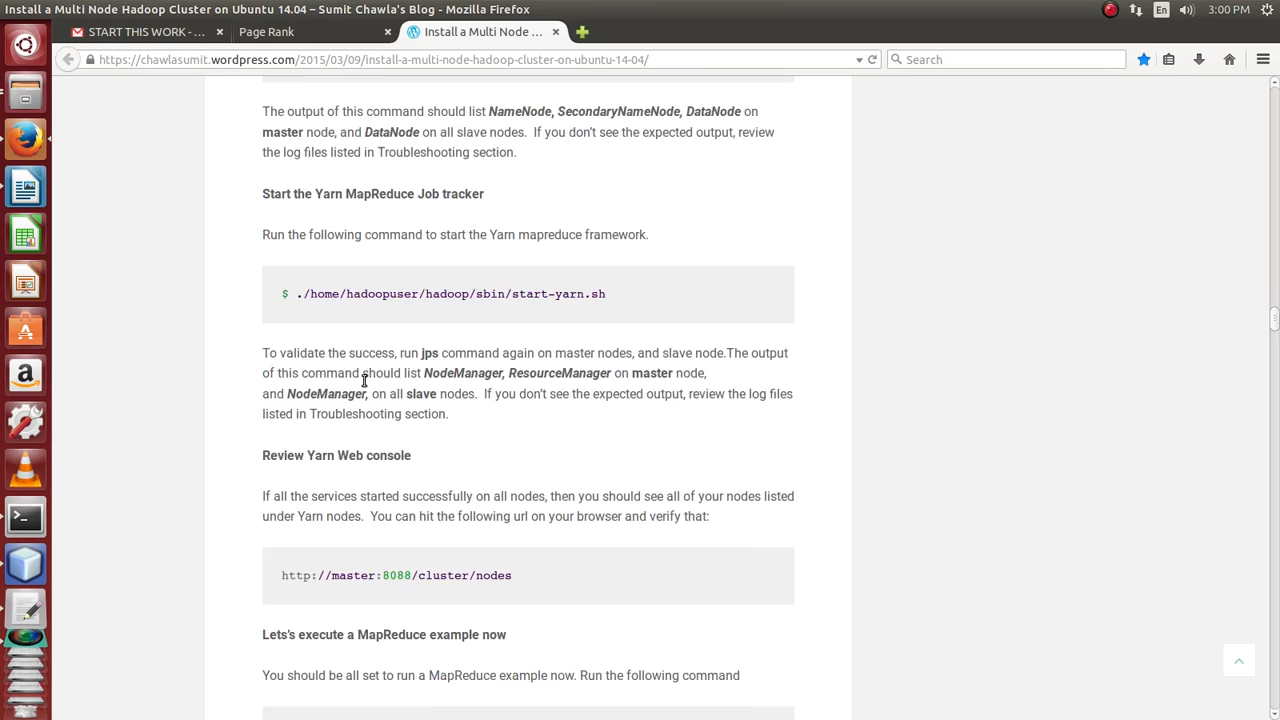 Install a Multi Node Hadoop Cluster on Ubuntu 14.04 – Sumit Chawla's Blog - Mozilla Firefox
En
3:00 PM
START THIS WORK - ...
Page Rank
Install a Multi Node ...
https://chawlasumit.wordpress.com/2015/03/09/install-a-multi-node-hadoop-cluster-on-ubuntu-14-04/
Search
The output of this command should list NameNode, SecondaryNameNode, DataNode on
master node, and DataNode on all slave nodes.  If you don't see the expected output, review
the log files listed in Troubleshooting section.
Start the Yarn MapReduce Job tracker
Run the following command to start the Yarn mapreduce framework.
$ ./home/hadoopuser/hadoop/sbin/start-yarn.sh
To validate the success, run jps command again on master nodes, and slave node.The output
of this command should list NodeManager, ResourceManager on master node,
and NodeManager, on all slave nodes.  If you don't see the expected output, review the log files
listed in Troubleshooting section.
Review Yarn Web console
If all the services started successfully on all nodes, then you should see all of your nodes listed
under Yarn nodes.  You can hit the following url on your browser and verify that:
http://master:8088/cluster/nodes
Lets's execute a MapReduce example now
You should be all set to run a MapReduce example now. Run the following command